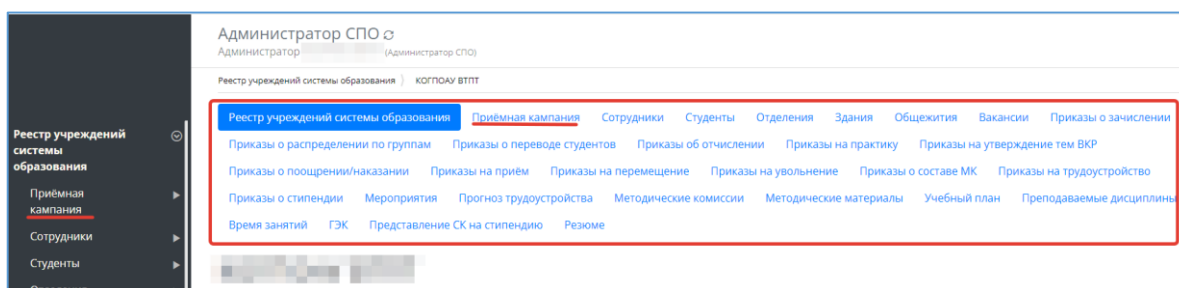 Администратор СПО
Администратор (Администратор СПО)
Реестр учреждений системы образования КОГПОАУ ВТПТ
Реестр учреждений системы образования Приёмная кампания Сотрудники Студенты Отделения Здания Общежития Вакансии Приказы о зачислении
Приказы о распределении по группам Приказы о переводе студентов Приказы об отчислении Приказы на практику Приказы на утверждение тем ВКР
Приказы о поощрении/наказании Приказы на приём Приказы на перемещение Приказы на увольнение Приказы о составе МК Приказы на трудоустройство
Приказы о стипендии Мероприятия Прогноз трудоустройства Методические комиссии Методические материалы Учебный план Преподаваемые дисциплины
Время занятий ГЭК Представление СК на стипендию Резюме
Реестр учреждений
системы
образования
Приёмная
кампания
Сотрудники
Студенты